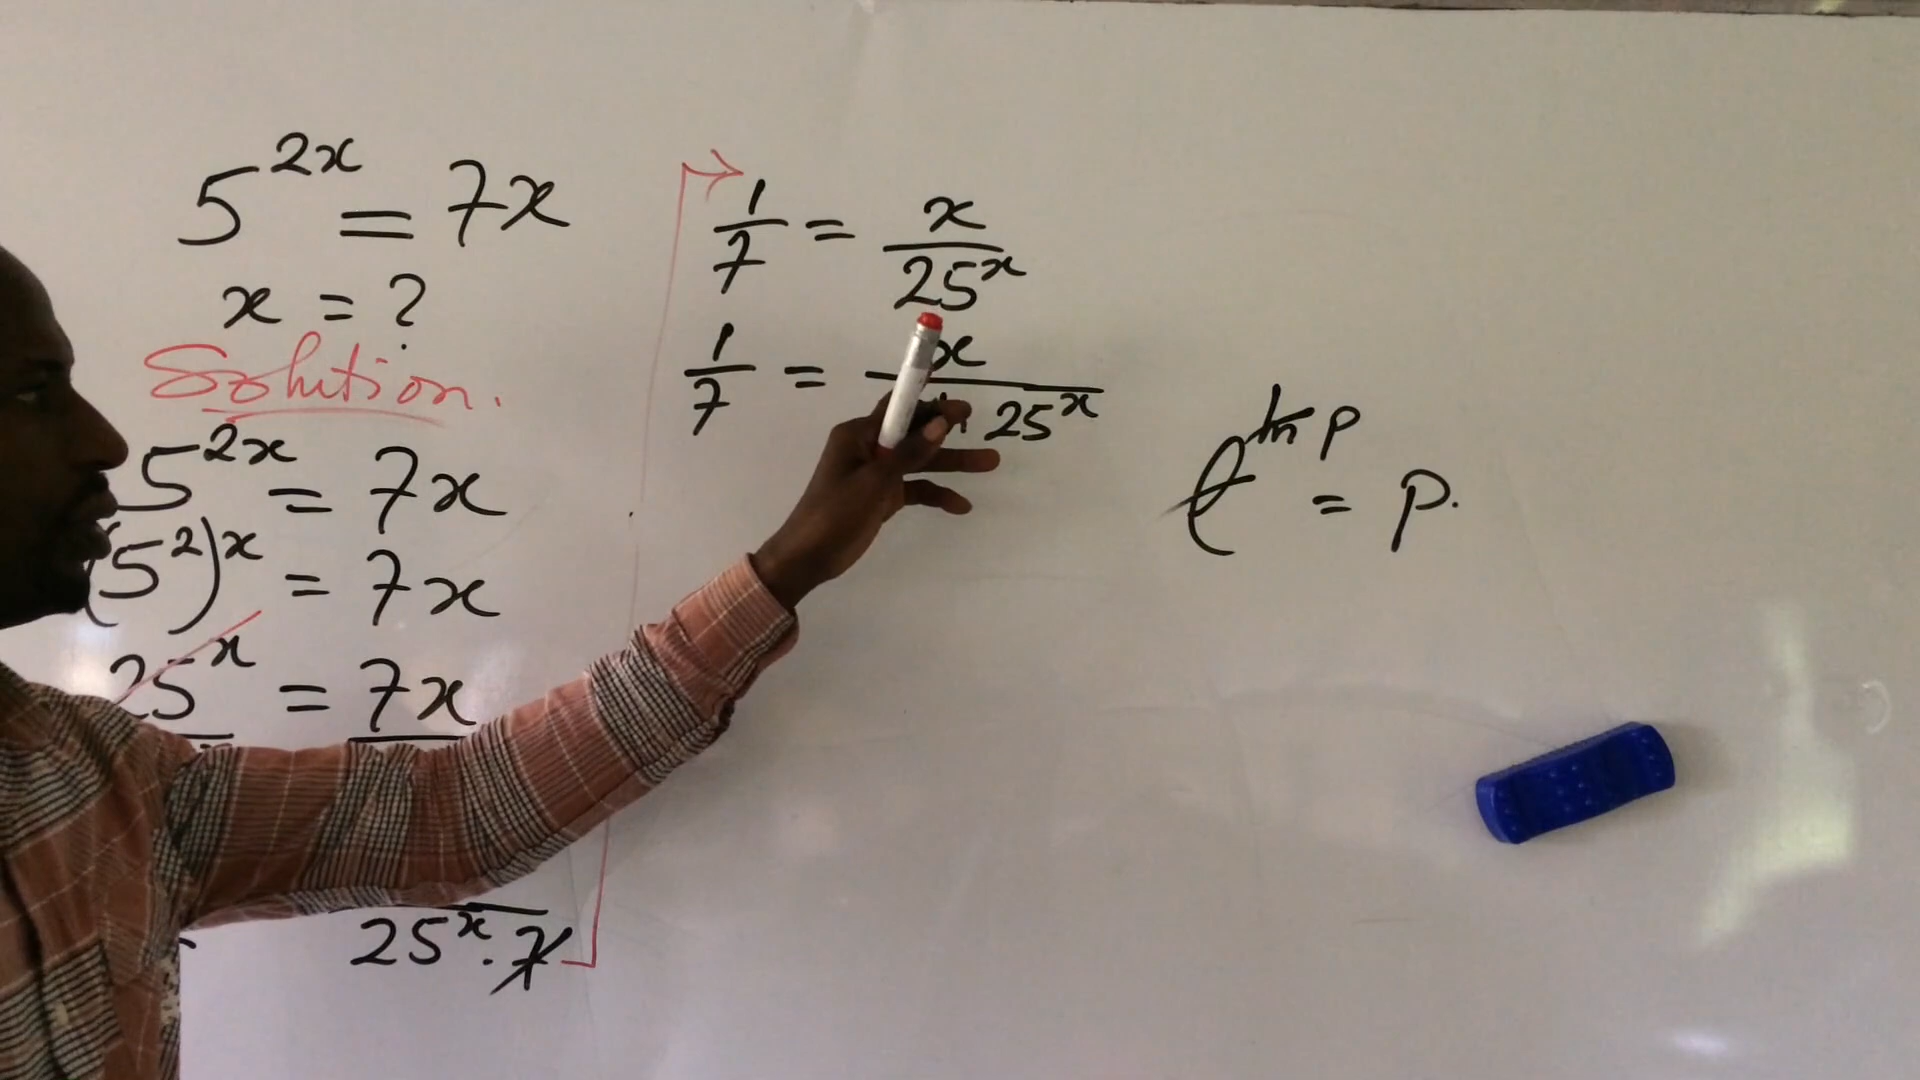 5^{2x} = 7x
x = ?
Solution.
5^{2x} = 7x
(5^2)^x = 7x
25^x = 7x
25^x . 7
1/7 = x/25^x
1/7 = x/25^x
e^{ln p} = p.